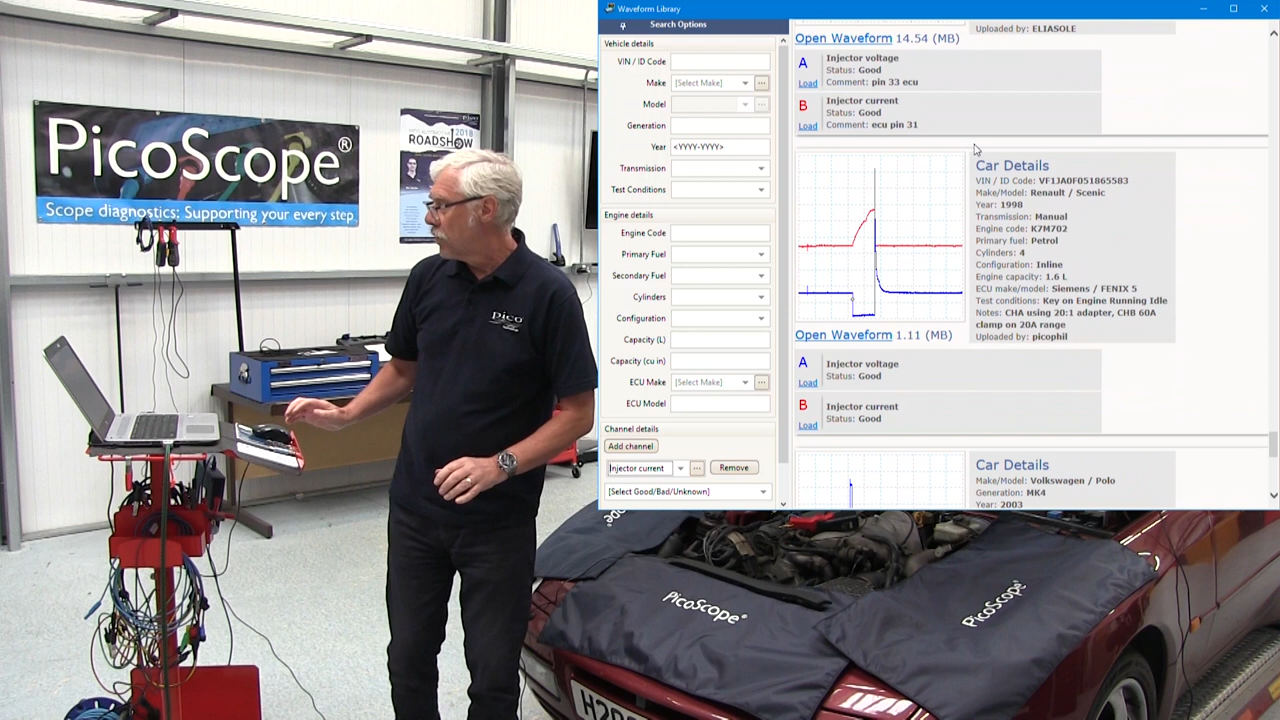 PicoScope®
Scope diagnostics: Supporting your every step.
2018
ROADSHOW
pico
PicoScope®
PicoScope®
Waveform Library
Search Options
Vehicle details
VIN / ID Code
Make
[Select Make]
Model
Generation
Year
<YYYY-YYYY>
Transmission
Test Conditions
Engine details
Engine Code
Primary Fuel
Secondary Fuel
Cylinders
Configuration
Capacity (L)
Capacity (cu in)
ECU Make
[Select Make]
ECU Model
Channel details
Add channel
Injector current
Remove
[Select Good/Bad/Unknown]
Uploaded by: ELIASOLE
Open Waveform 14.54 (MB)
A
Load
Injector voltage
Status: Good
Comment: pin 33 ecu
B
Load
Injector current
Status: Good
Comment: ecu pin 31
Car Details
VIN / ID Code: VF1JA0F051865583
Make/Model: Renault / Scenic
Year: 1998
Transmission: Manual
Engine code: K7M702
Primary fuel: Petrol
Cylinders: 4
Configuration: Inline
Engine capacity: 1.6 L
ECU make/model: Siemens / FENIX 5
Test conditions: Key on Engine Running Idle
Notes: CHA using 20:1 adapter, CHB 60A
clamp on 20A range
Uploaded by: picophil
Open Waveform 1.11 (MB)
A
Load
Injector voltage
Status: Good
B
Load
Injector current
Status: Good
Car Details
Make/Model: Volkswagen / Polo
Generation: MK4
Year: 2003